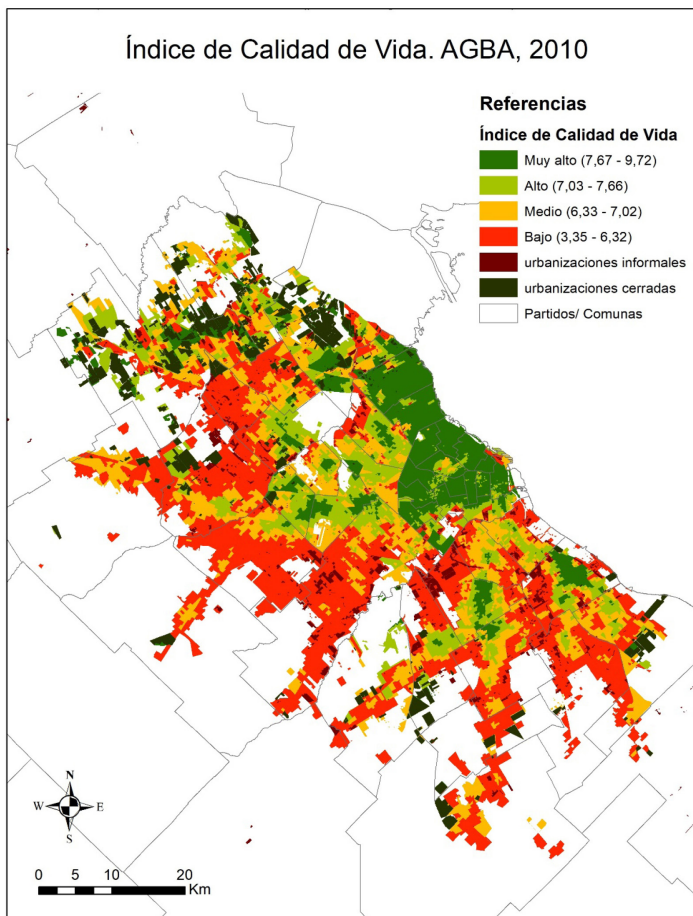 Índice de Calidad de Vida. AGBA, 2010
Referencias
Índice de Calidad de Vida
Muy alto (7,67 - 9,72)
Alto (7,03 - 7,66)
Medio (6,33 - 7,02)
Bajo (3,35 - 6,32)
urbanizaciones informales
urbanizaciones cerradas
Partidos/ Comunas
N
W E
S
0 5 10 20
Km